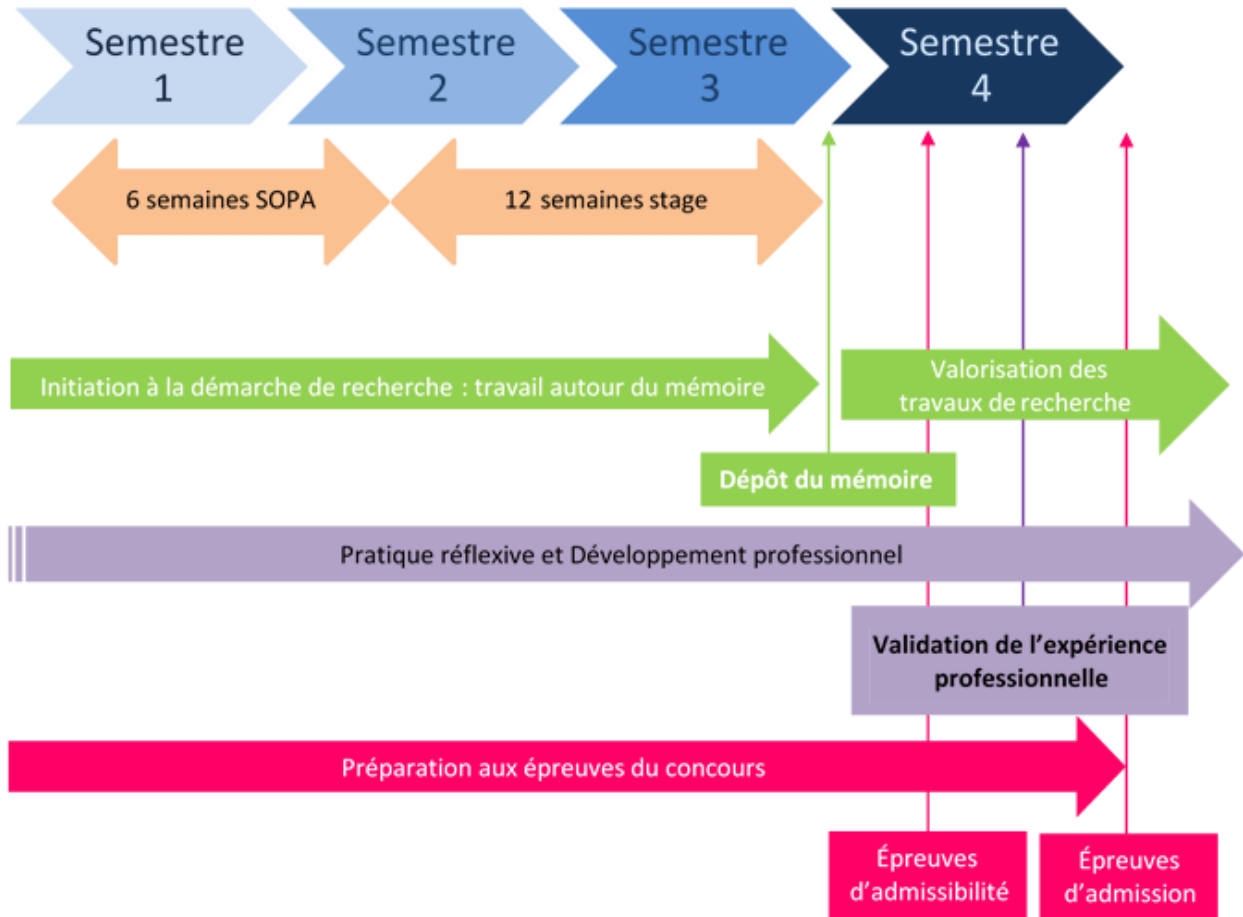 Semestre
1
Semestre
2
Semestre
3
Semestre
4
6 semaines SOPA
12 semaines stage
Initiation à la démarche de recherche : travail autour du mémoire
Valorisation des
travaux de recherche
Dépôt du mémoire
Pratique réflexive et Développement professionnel
Validation de l’expérience
professionnelle
Préparation aux épreuves du concours
Épreuves
d’admissibilité
Épreuves
d’admission